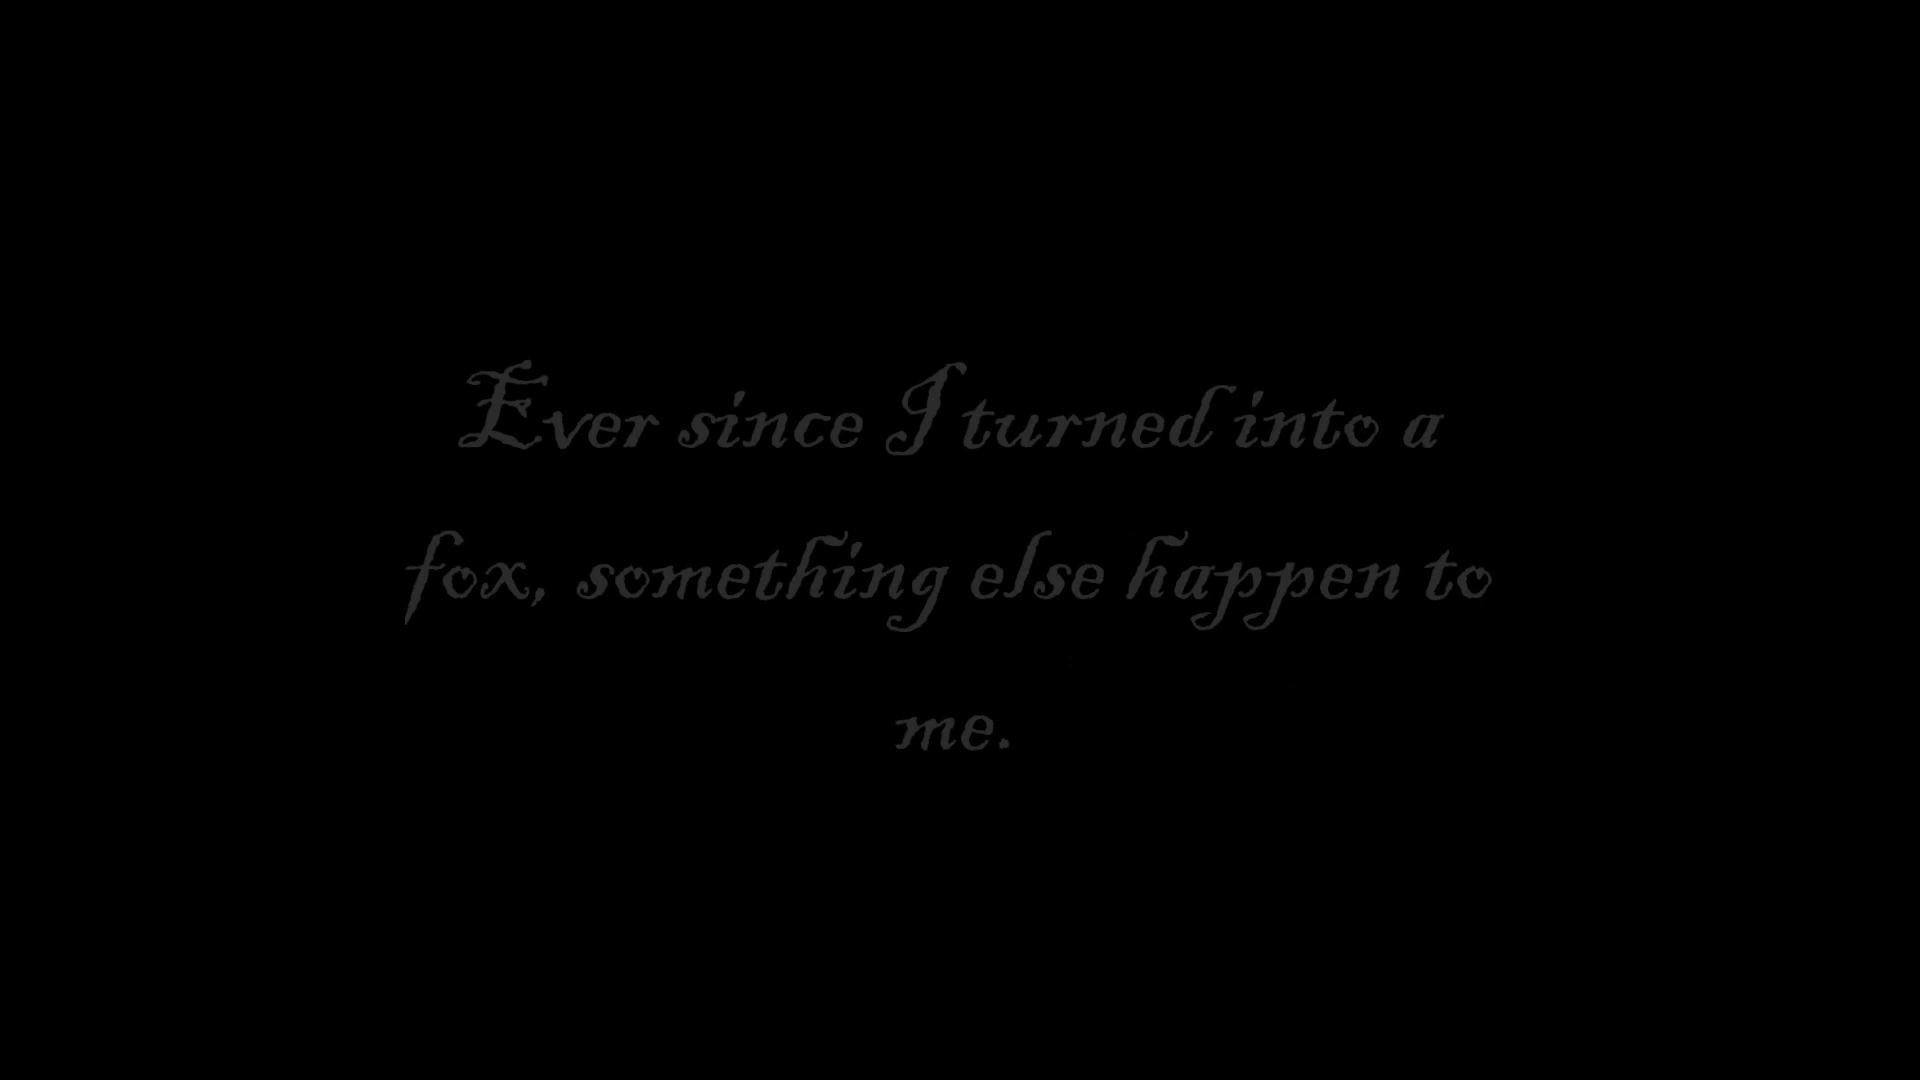 Ever since I turned into a
fox, something else happen to
me.